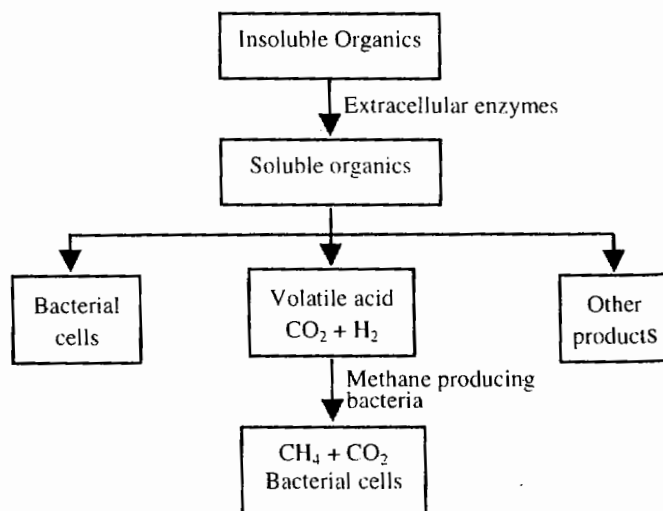 Insoluble Organics
Extracellular enzymes
Soluble organics
Bacterial
cells
Volatile acid
CO₂ + H₂
Other
products
Methane producing
bacteria
CH₄ + CO₂
Bacterial cells